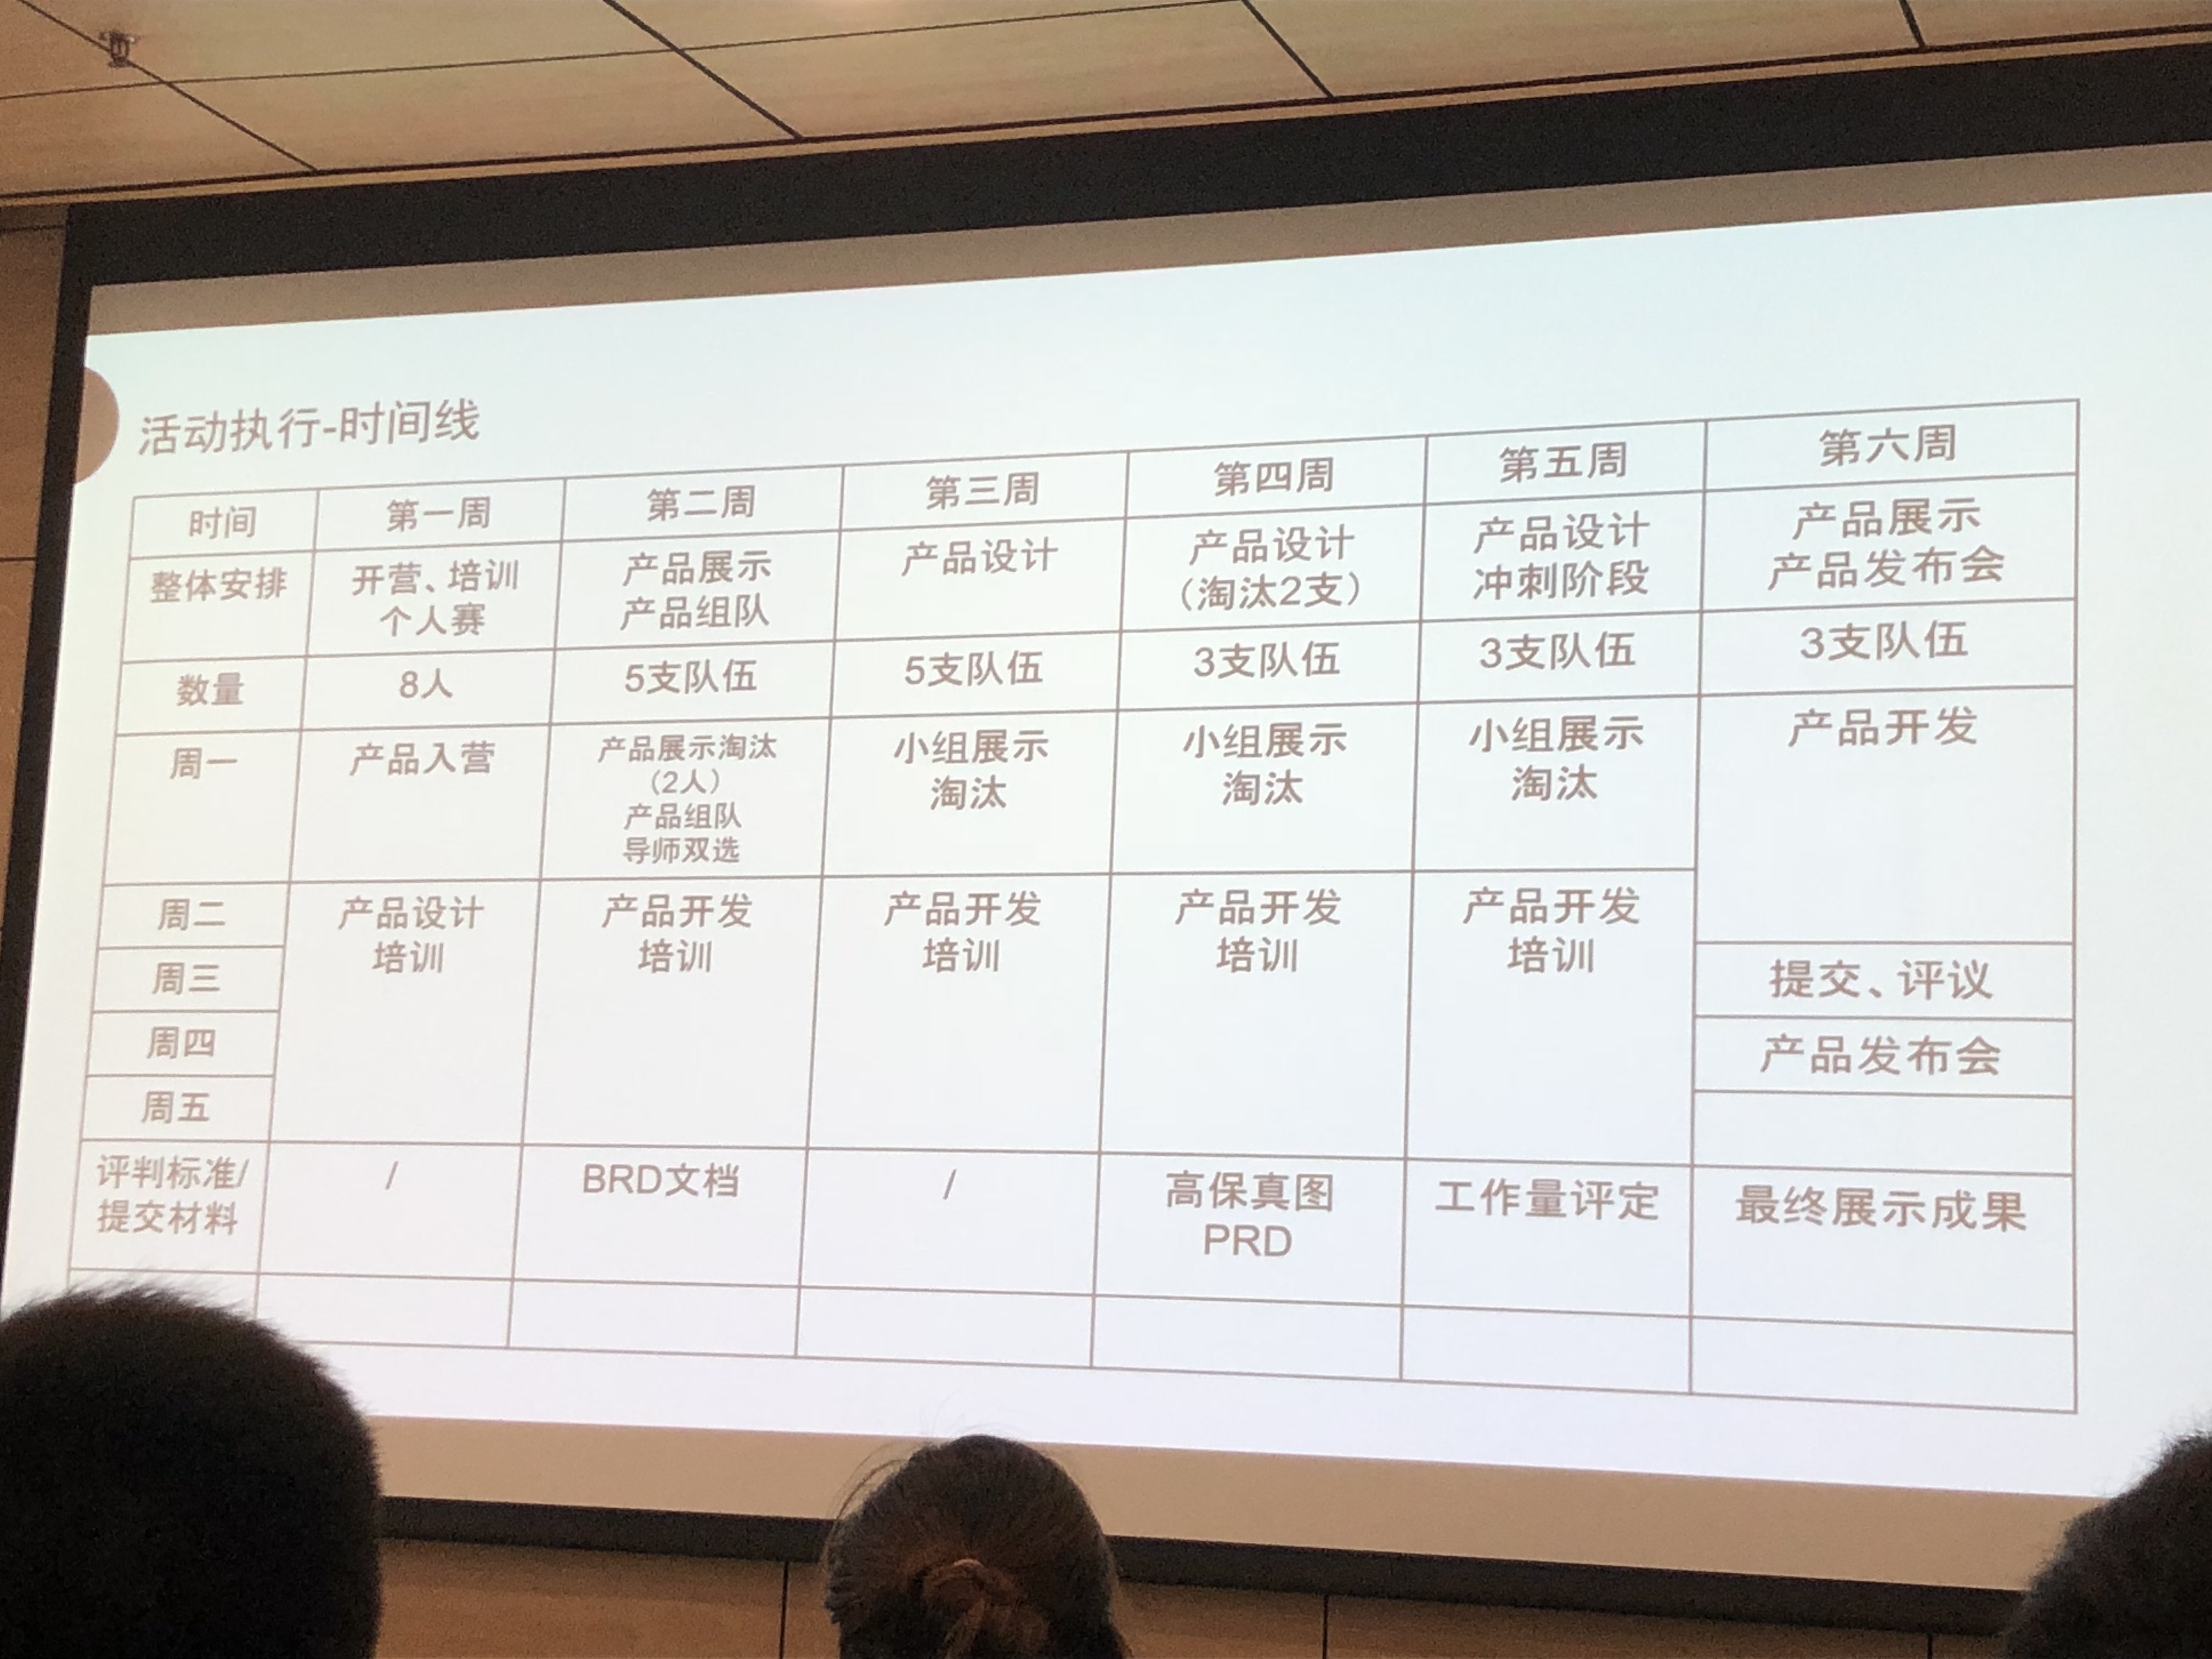 活动执行-时间线
时间 第一周 第二周 第三周 第四周 第五周 第六周
整体安排 开营、培训 产品展示 产品设计 产品设计 产品设计 产品展示
个人赛 产品组队 （淘汰2支） 冲刺阶段 产品发布会
数量 8人 5支队伍 5支队伍 3支队伍 3支队伍 3支队伍
周一 产品入营 产品展示淘汰 小组展示 小组展示 小组展示 产品开发
（2人） 淘汰 淘汰 淘汰
产品组队
导师双选
周二 产品设计 产品开发 产品开发 产品开发 产品开发
培训 培训 培训 培训 培训
周三 提交、评议
周四 产品发布会
周五
评判标准/ / BRD文档 / 高保真图 工作量评定 最终展示成果
提交材料 PRD